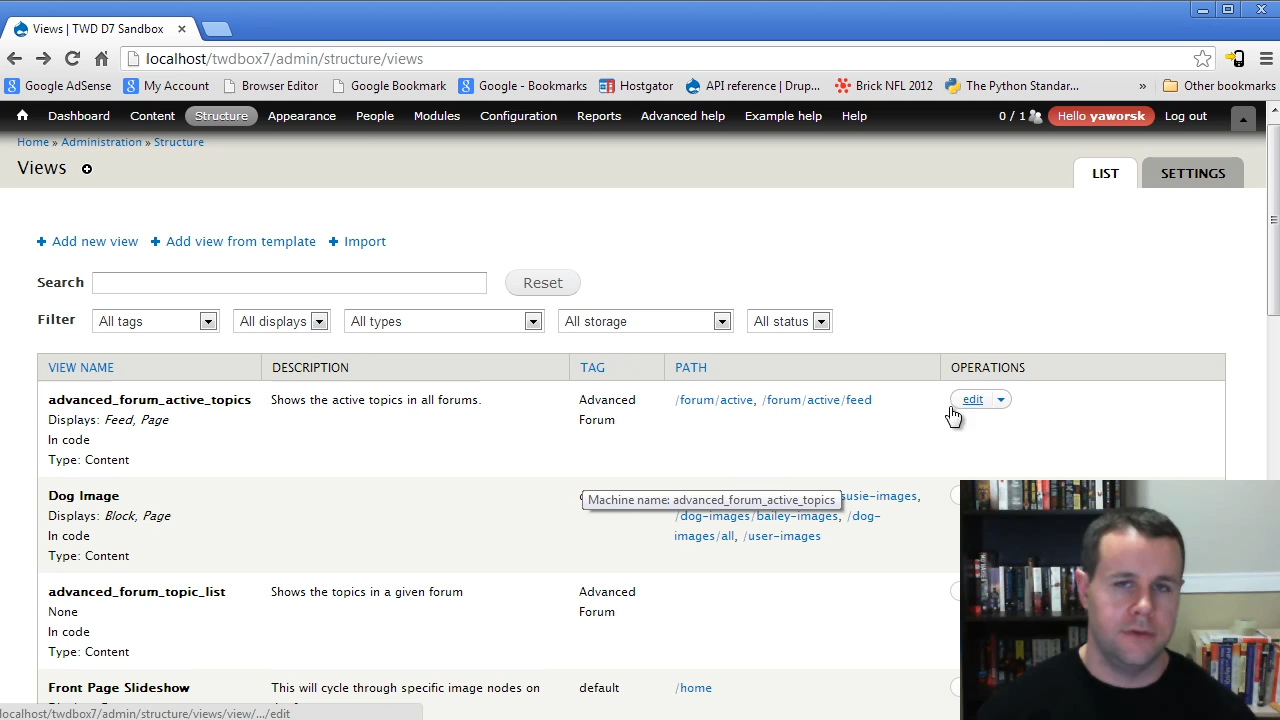 Views | TWD D7 Sandbox
localhost/twdbox7/admin/structure/views
Google AdSense My Account Browser Editor Google Bookmark Google - Bookmarks Hostgator API reference | Drup... Brick NFL 2012 The Python Standar... » Other bookmarks
Dashboard Content Structure Appearance People Modules Configuration Reports Advanced help Example help Help 0 / 1 Hello yaworsk Log out
Home » Administration » Structure
Views
LIST SETTINGS
Add new view Add view from template Import
Search Reset
Filter All tags All displays All types All storage All status
VIEW NAME DESCRIPTION TAG PATH OPERATIONS
advanced_forum_active_topics Shows the active topics in all forums. Advanced /forum/active, /forum/active/feed edit
Displays: Feed, Page Forum
In code
Type: Content
Dog Image susie-images,
Machine name: advanced_forum_active_topics
Displays: Block, Page /dog-images/bailey-images, /dog-
In code images/all, /user-images
Type: Content
advanced_forum_topic_list Shows the topics in a given forum Advanced
None Forum
In code
Type: Content
Front Page Slideshow This will cycle through specific image nodes on default /home
localhost/twdbox7/admin/structure/views/view/.../edit